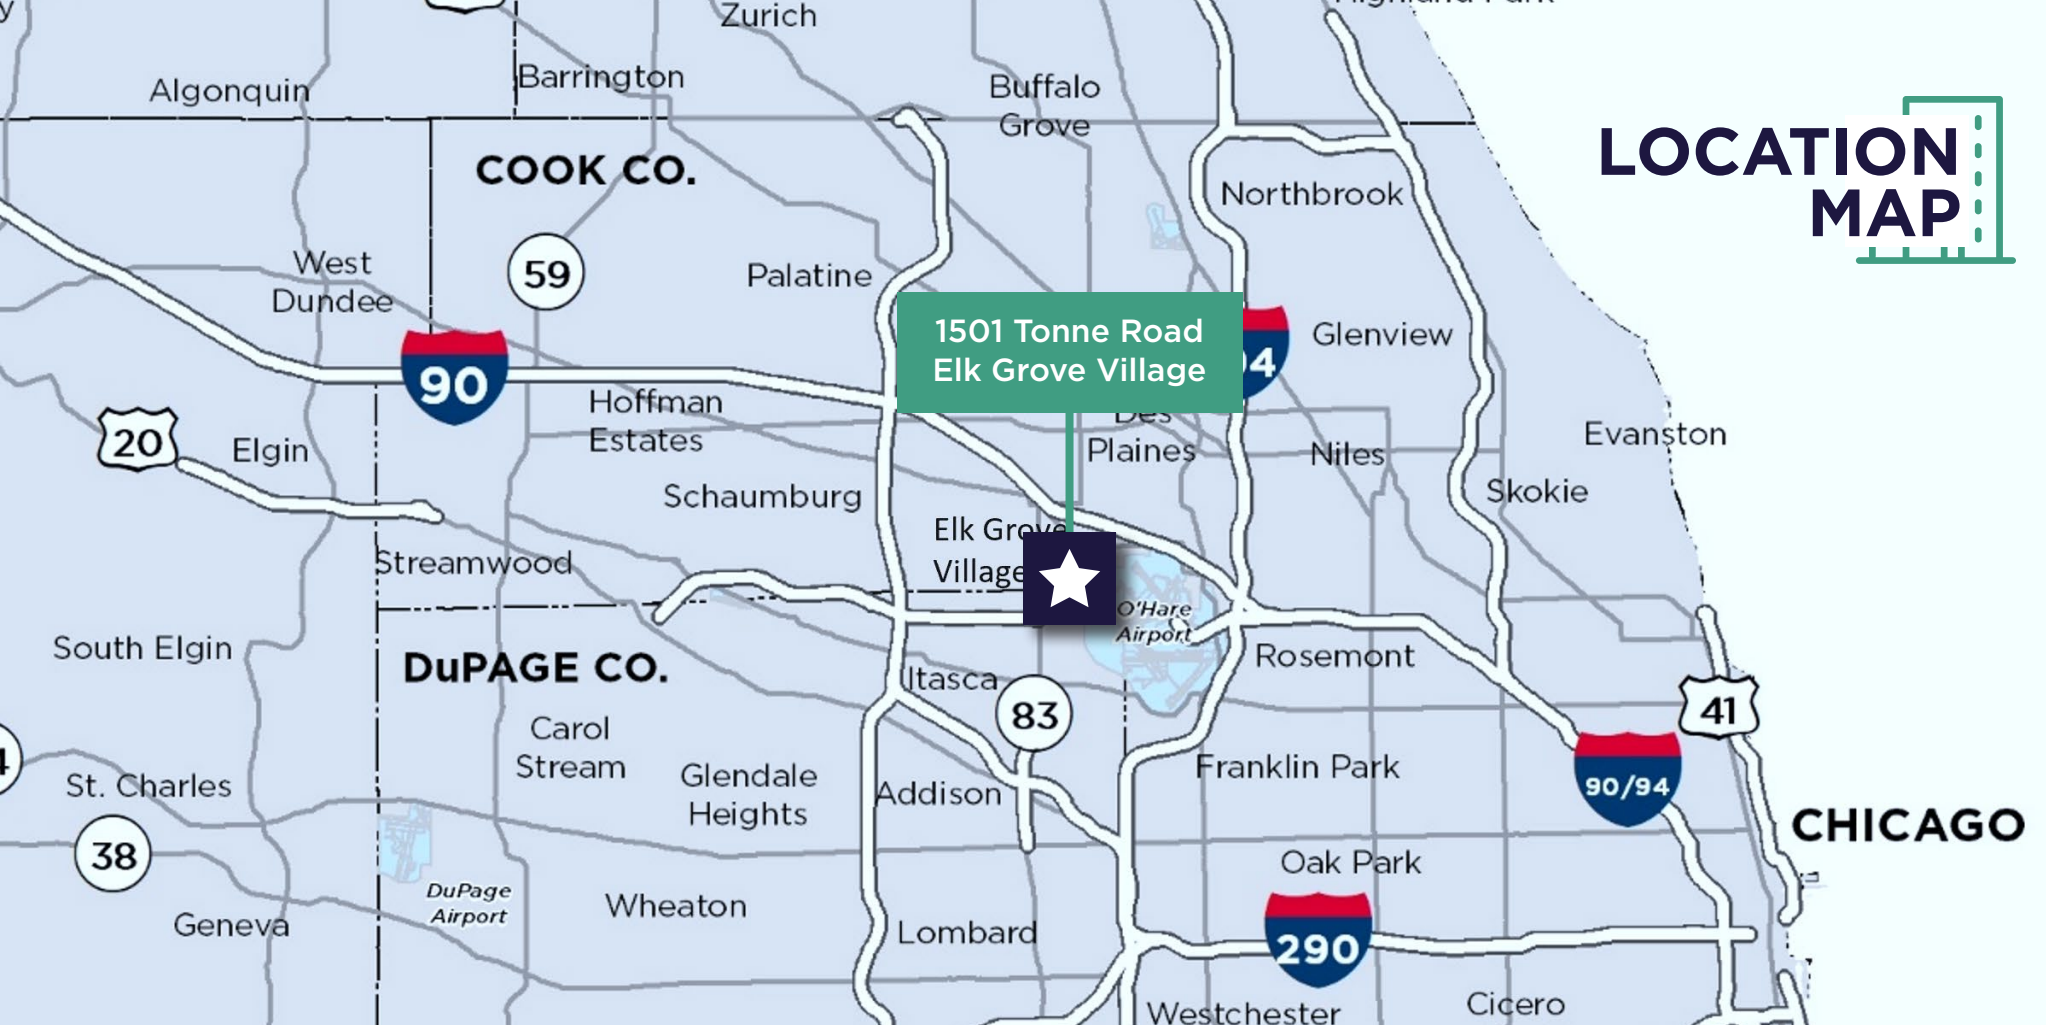 Zurich
Algonquin
Barrington
Buffalo
Grove
LOCATION
MAP
COOK CO.
Northbrook
West
Dundee
59
Palatine
1501 Tonne Road
Elk Grove Village
Glenview
90
Hoffman
Estates
Des
Plaines
20
Elgin
Niles
Evanston
Schaumburg
Skokie
Elk Grove
Village
Streamwood
O'Hare
Airport
South Elgin
DuPAGE CO.
Rosemont
Itasca
83
41
Carol
Stream
Glendale
Heights
Franklin Park
90/94
St. Charles
Addison
CHICAGO
38
Oak Park
DuPage
Airport
Wheaton
Geneva
Lombard
290
Westchester
Cicero